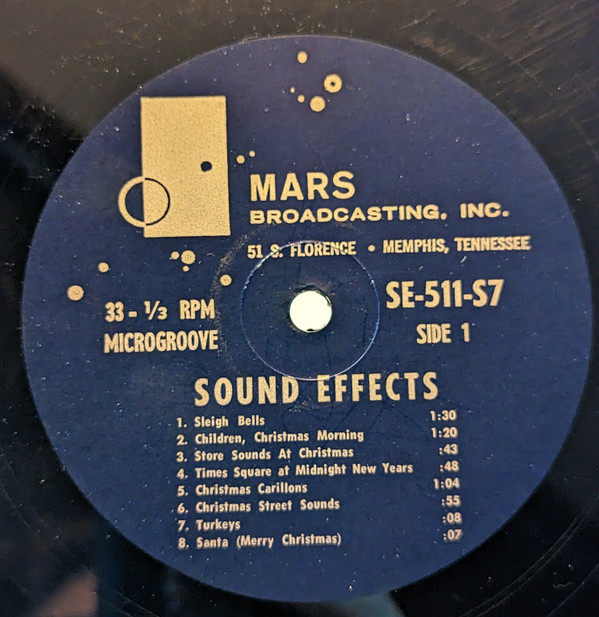 MARS
BROADCASTING, INC.
51 S. FLORENCE • MEMPHIS, TENNESSEE
33-⅓ RPM
MICROGROOVE
SE-511-S7
SIDE 1
SOUND EFFECTS
1. Sleigh Bells 1:30
2. Children, Christmas Morning 1:20
3. Store Sounds At Christmas :43
4. Times Square at Midnight New Years :48
5. Christmas Carillons 1:04
6. Christmas Street Sounds :55
7. Turkeys :08
8. Santa (Merry Christmas) :07